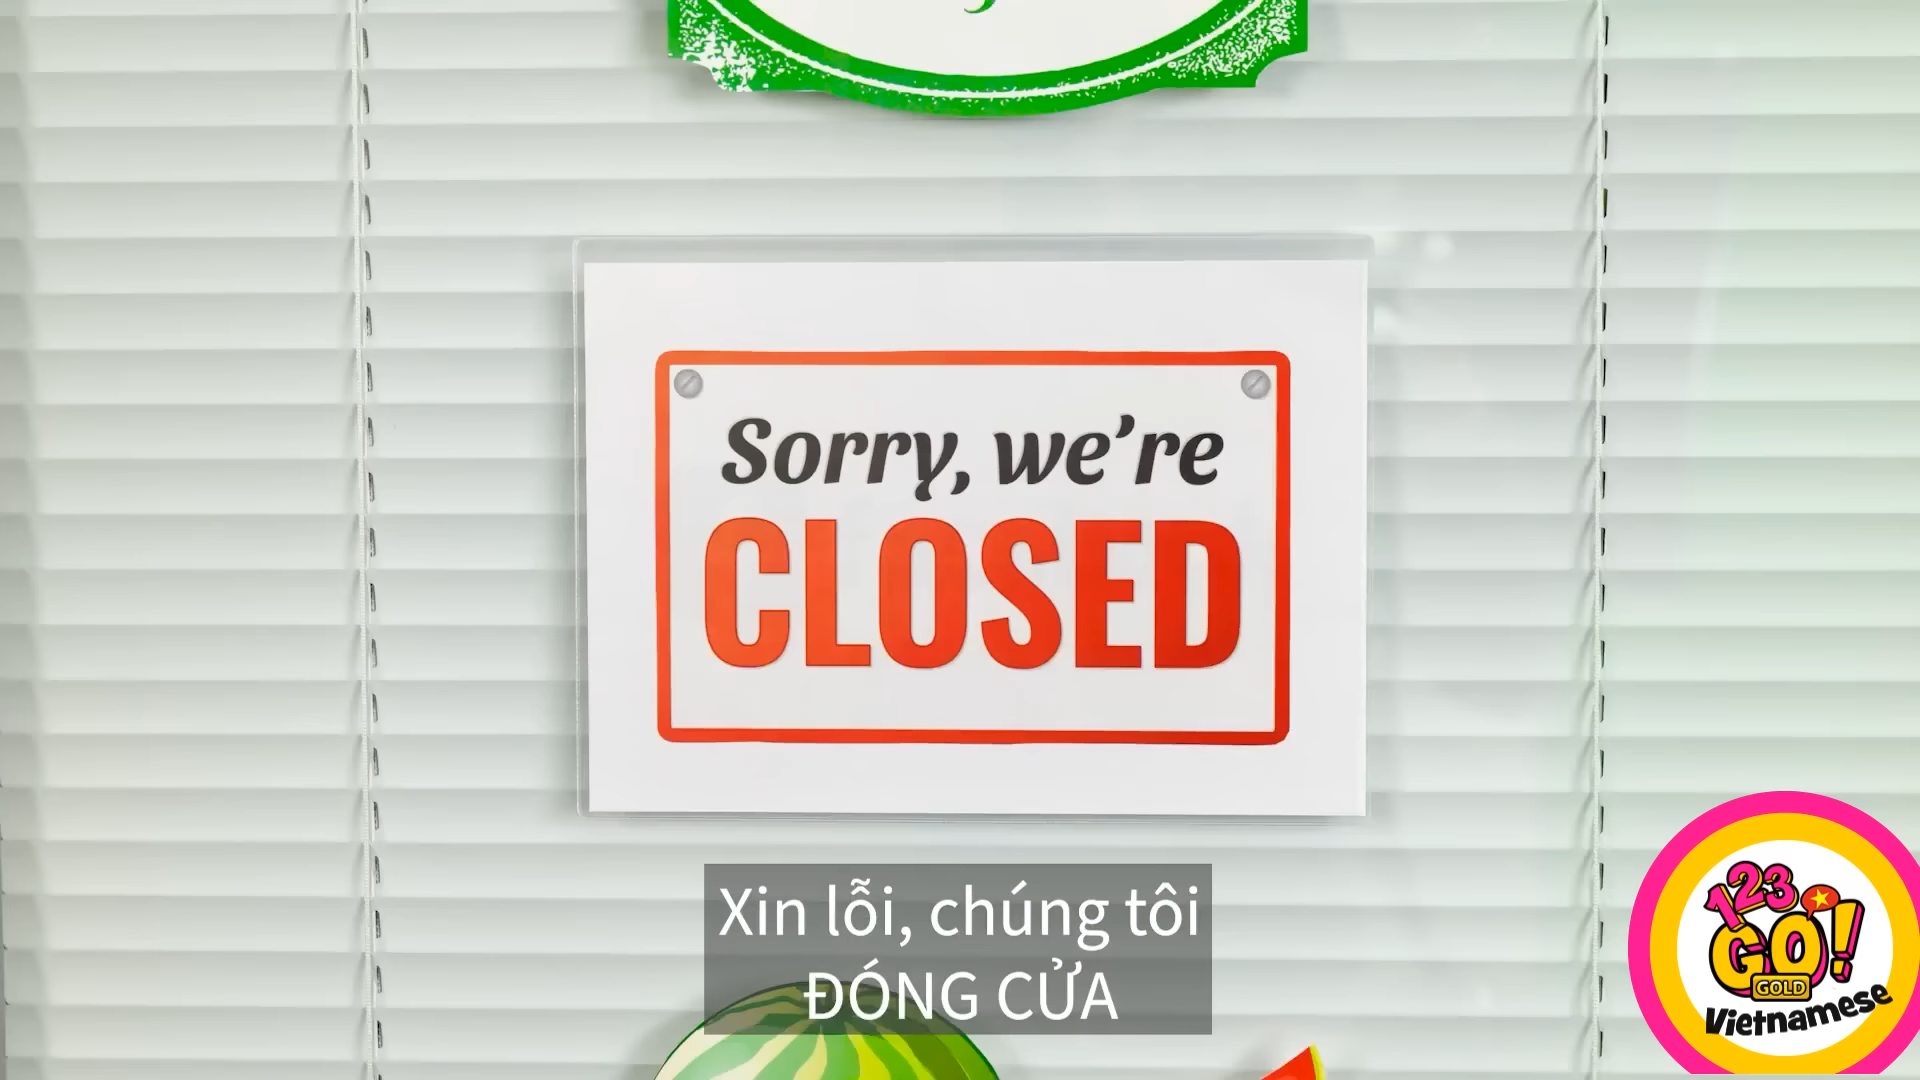 Sorry, we're
CLOSED
Xin lỗi, chúng tôi
ĐÓNG CỬA
123
GO!
GOLD
Vietnamese